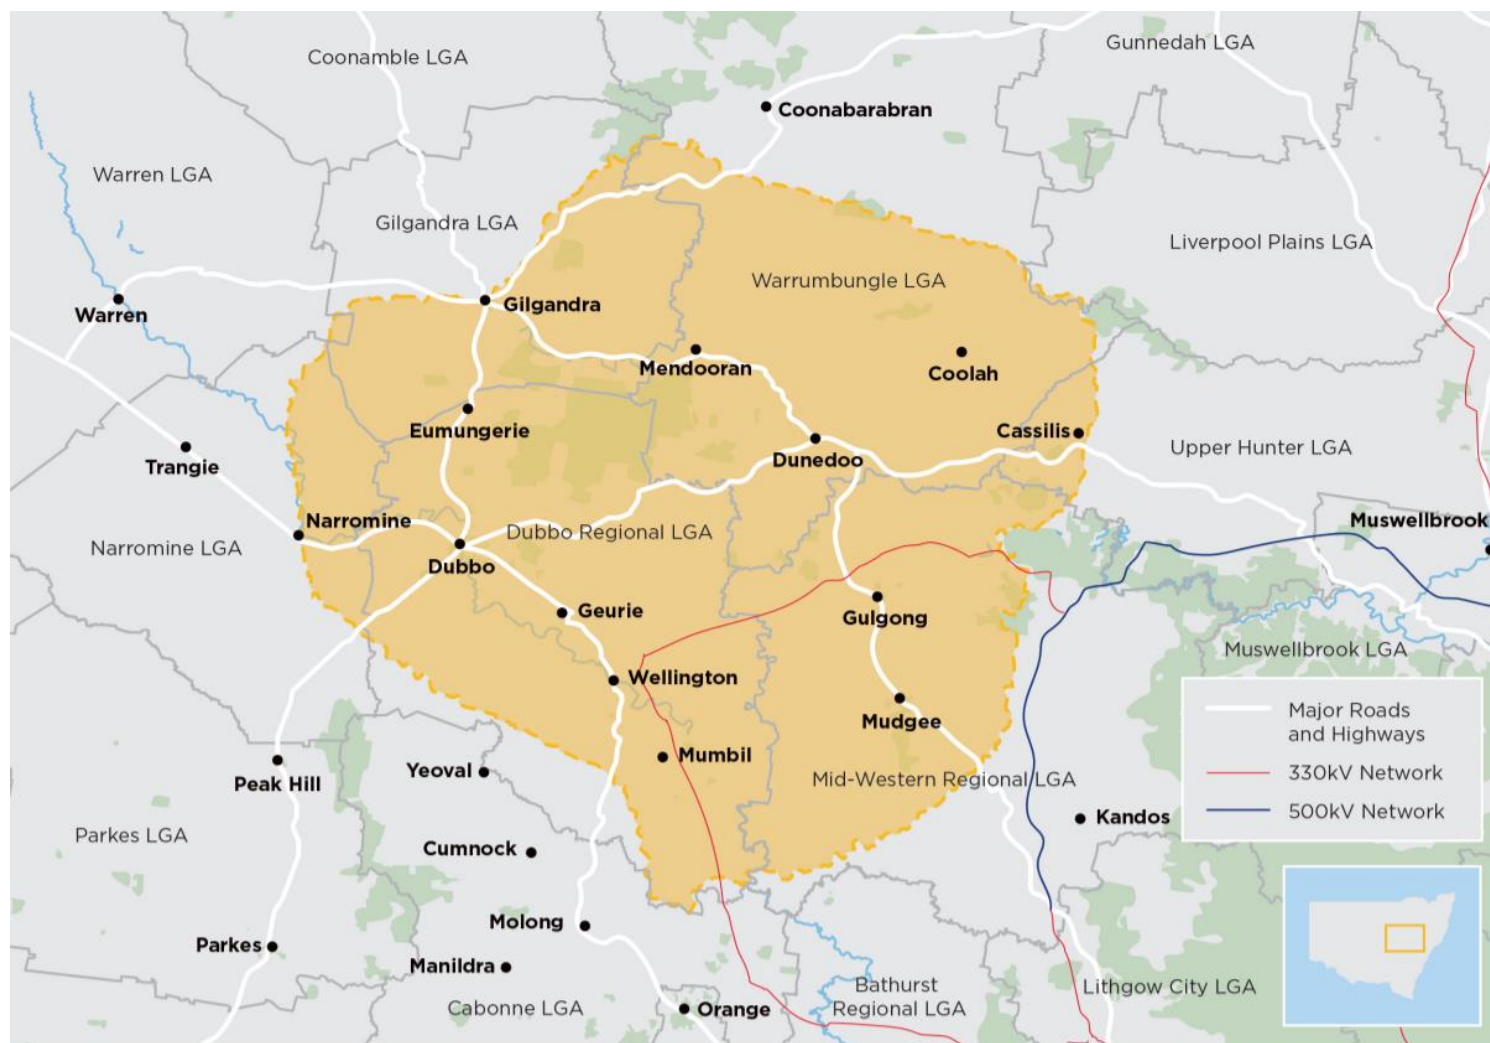 Coonamble LGA
Gunnedah LGA
Coonabarabran
Warren LGA
Gilgandra LGA
Liverpool Plains LGA
Warrumbungle LGA
Gilgandra
Warren
Mendooran
Coolah
Eumungerie
Cassilis
Trangie
Dunedoo
Upper Hunter LGA
Narromine
Muswellbrook
Narromine LGA
Dubbo Regional LGA
Dubbo
Geurie
Gulgong
Muswellbrook LGA
Wellington
Mudgee
Major Roads
and Highways
Mumbil
Yeoval
Peak Hill
Mid-Western Regional LGA
330kV Network
500kV Network
Kandos
Parkes LGA
Cumnock
Molong
Parkes
Manildra
Cabonne LGA
Orange
Bathurst
Regional LGA
Lithgow City LGA